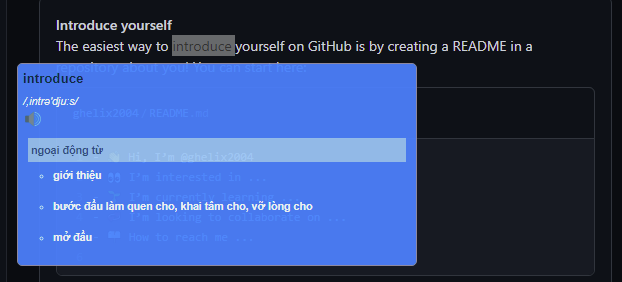 Introduce yourself
The easiest way to introduce yourself on GitHub is by creating a README in a
repository about you! You can start here:
introduce
/,intrə'dju:s/
ghelix2004 / README.md
ngoại động từ
Hi, I'm @ghelix2004
giới thiệu
I'm interested in ...
I'm currently learning
bước đầu làm quen cho, khai tâm cho, vỡ lòng cho
I'm looking to collaborate on ...
mở đầu
How to reach me ...